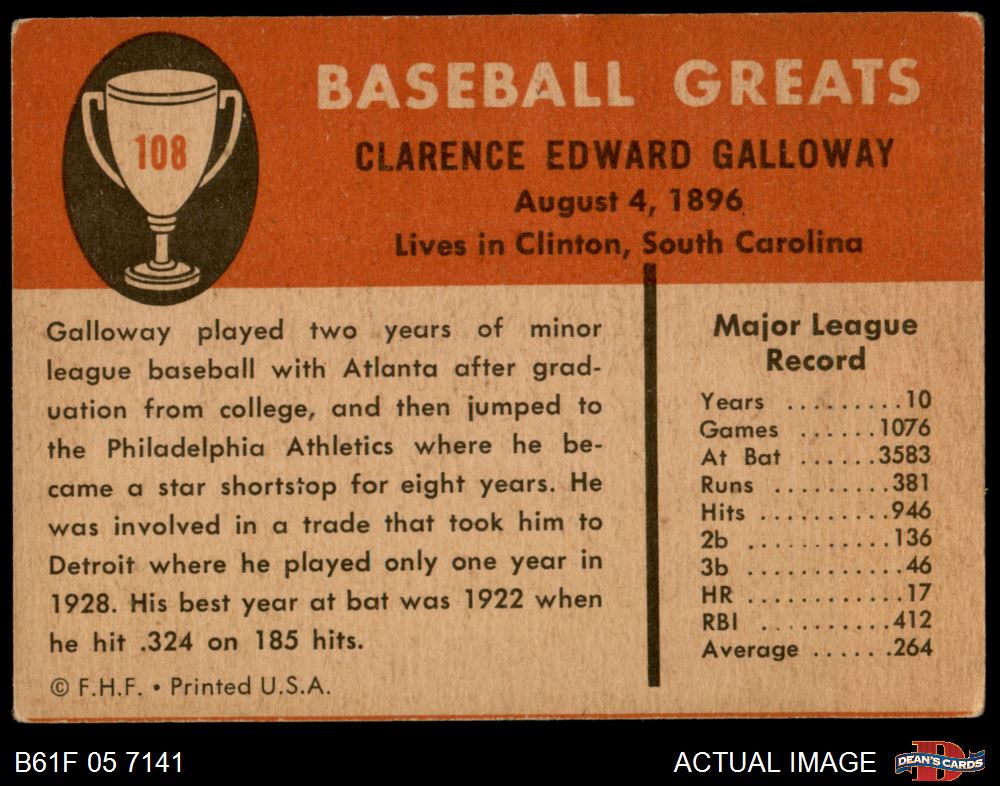 108
BASEBALL GREATS
CLARENCE EDWARD GALLOWAY
August 4, 1896
Lives in Clinton, South Carolina
Galloway played two years of minor
league baseball with Atlanta after grad-
uation from college, and then jumped to
the Philadelphia Athletics where he be-
came a star shortstop for eight years. He
was involved in a trade that took him to
Detroit where he played only one year in
1928. His best year at bat was 1922 when
he hit .324 on 185 hits.
© F.H.F. • Printed U.S.A.
Major League
Record
Years .........10
Games ......1076
At Bat ......3583
Runs .........381
Hits ..........946
2b ...........136
3b ............46
HR ............17
RBI ..........412
Average ......264
B61F 05 7141
ACTUAL IMAGE
D
DEAN'S CARDS